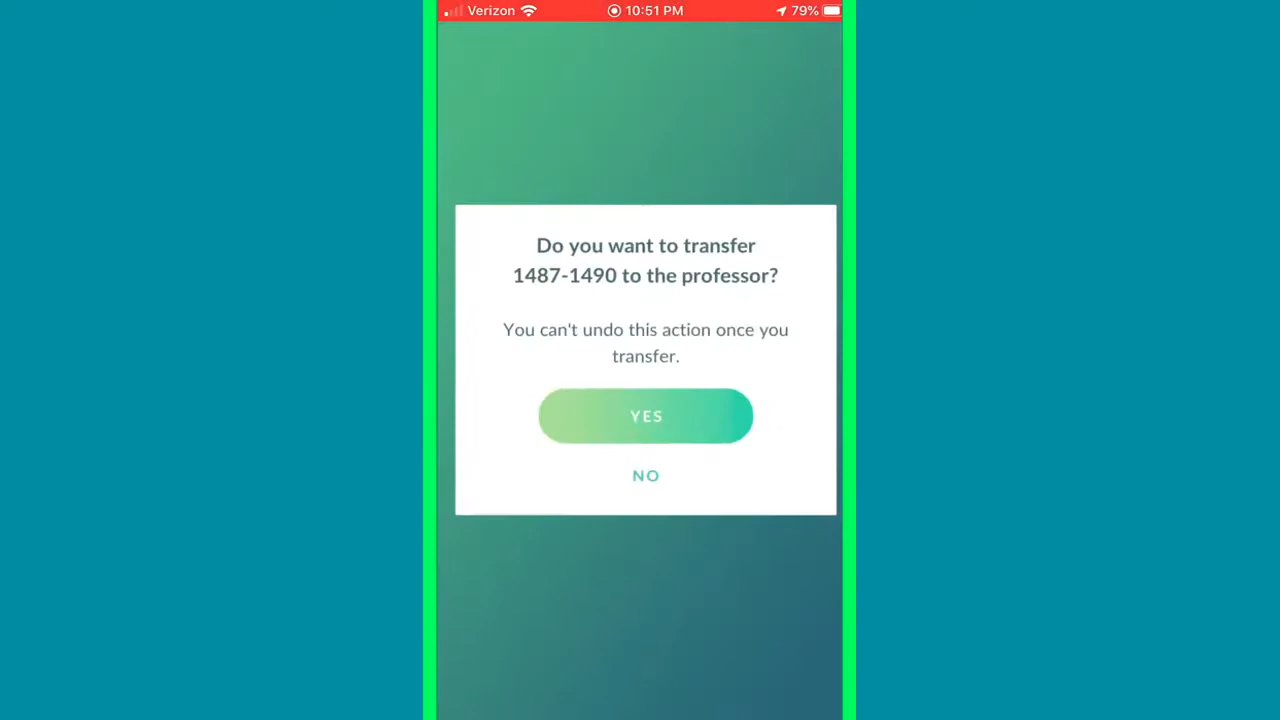 Verizon 10:51 PM 79%
Do you want to transfer
1487-1490 to the professor?
You can't undo this action once you
transfer.
YES
NO